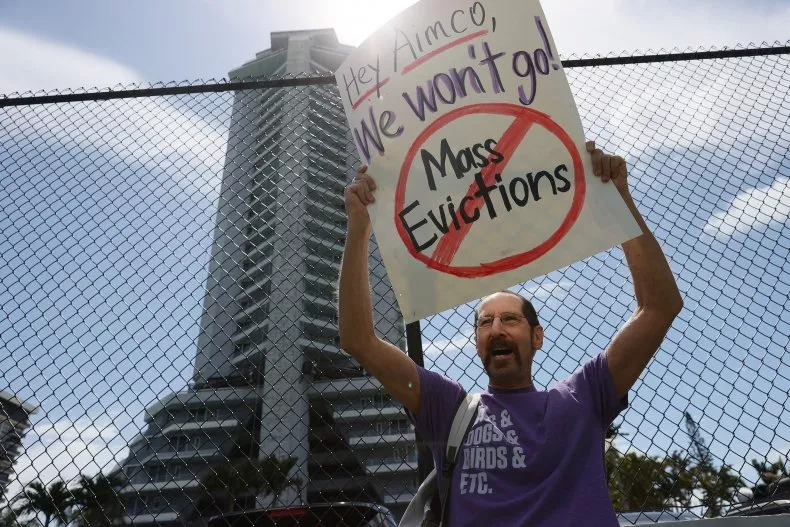 Hey Aimco,
We won't go!
Mass
Evictions
&
DOGS &
BIRDS &
ETC.